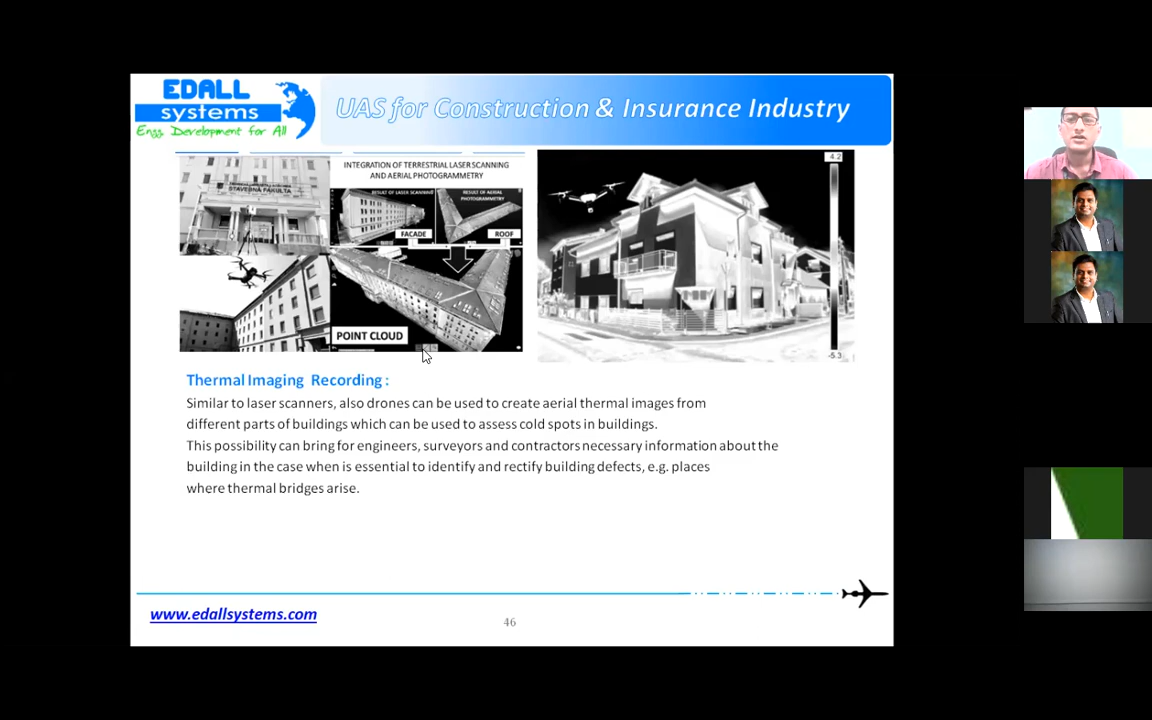 EDALL
systems
Engg Development for All
UAS for Construction & Insurance Industry
INTEGRATION OF TERRESTRIAL LASER SCANNING
AND AERIAL PHOTOGRAMMETRY
STAVEBNÁ FAKULTA
RESULT OF LASER SCANNING
RESULT OF AERIAL
PHOTOGRAMMETRY
FACADE
ROOF
POINT CLOUD
4.2
-5.3
Thermal Imaging Recording :
Similar to laser scanners, also drones can be used to create aerial thermal images from
different parts of buildings which can be used to assess cold spots in buildings.
This possibility can bring for engineers, surveyors and contractors necessary information about the
building in the case when is essential to identify and rectify building defects, e.g. places
where thermal bridges arise.
www.edallsystems.com
46